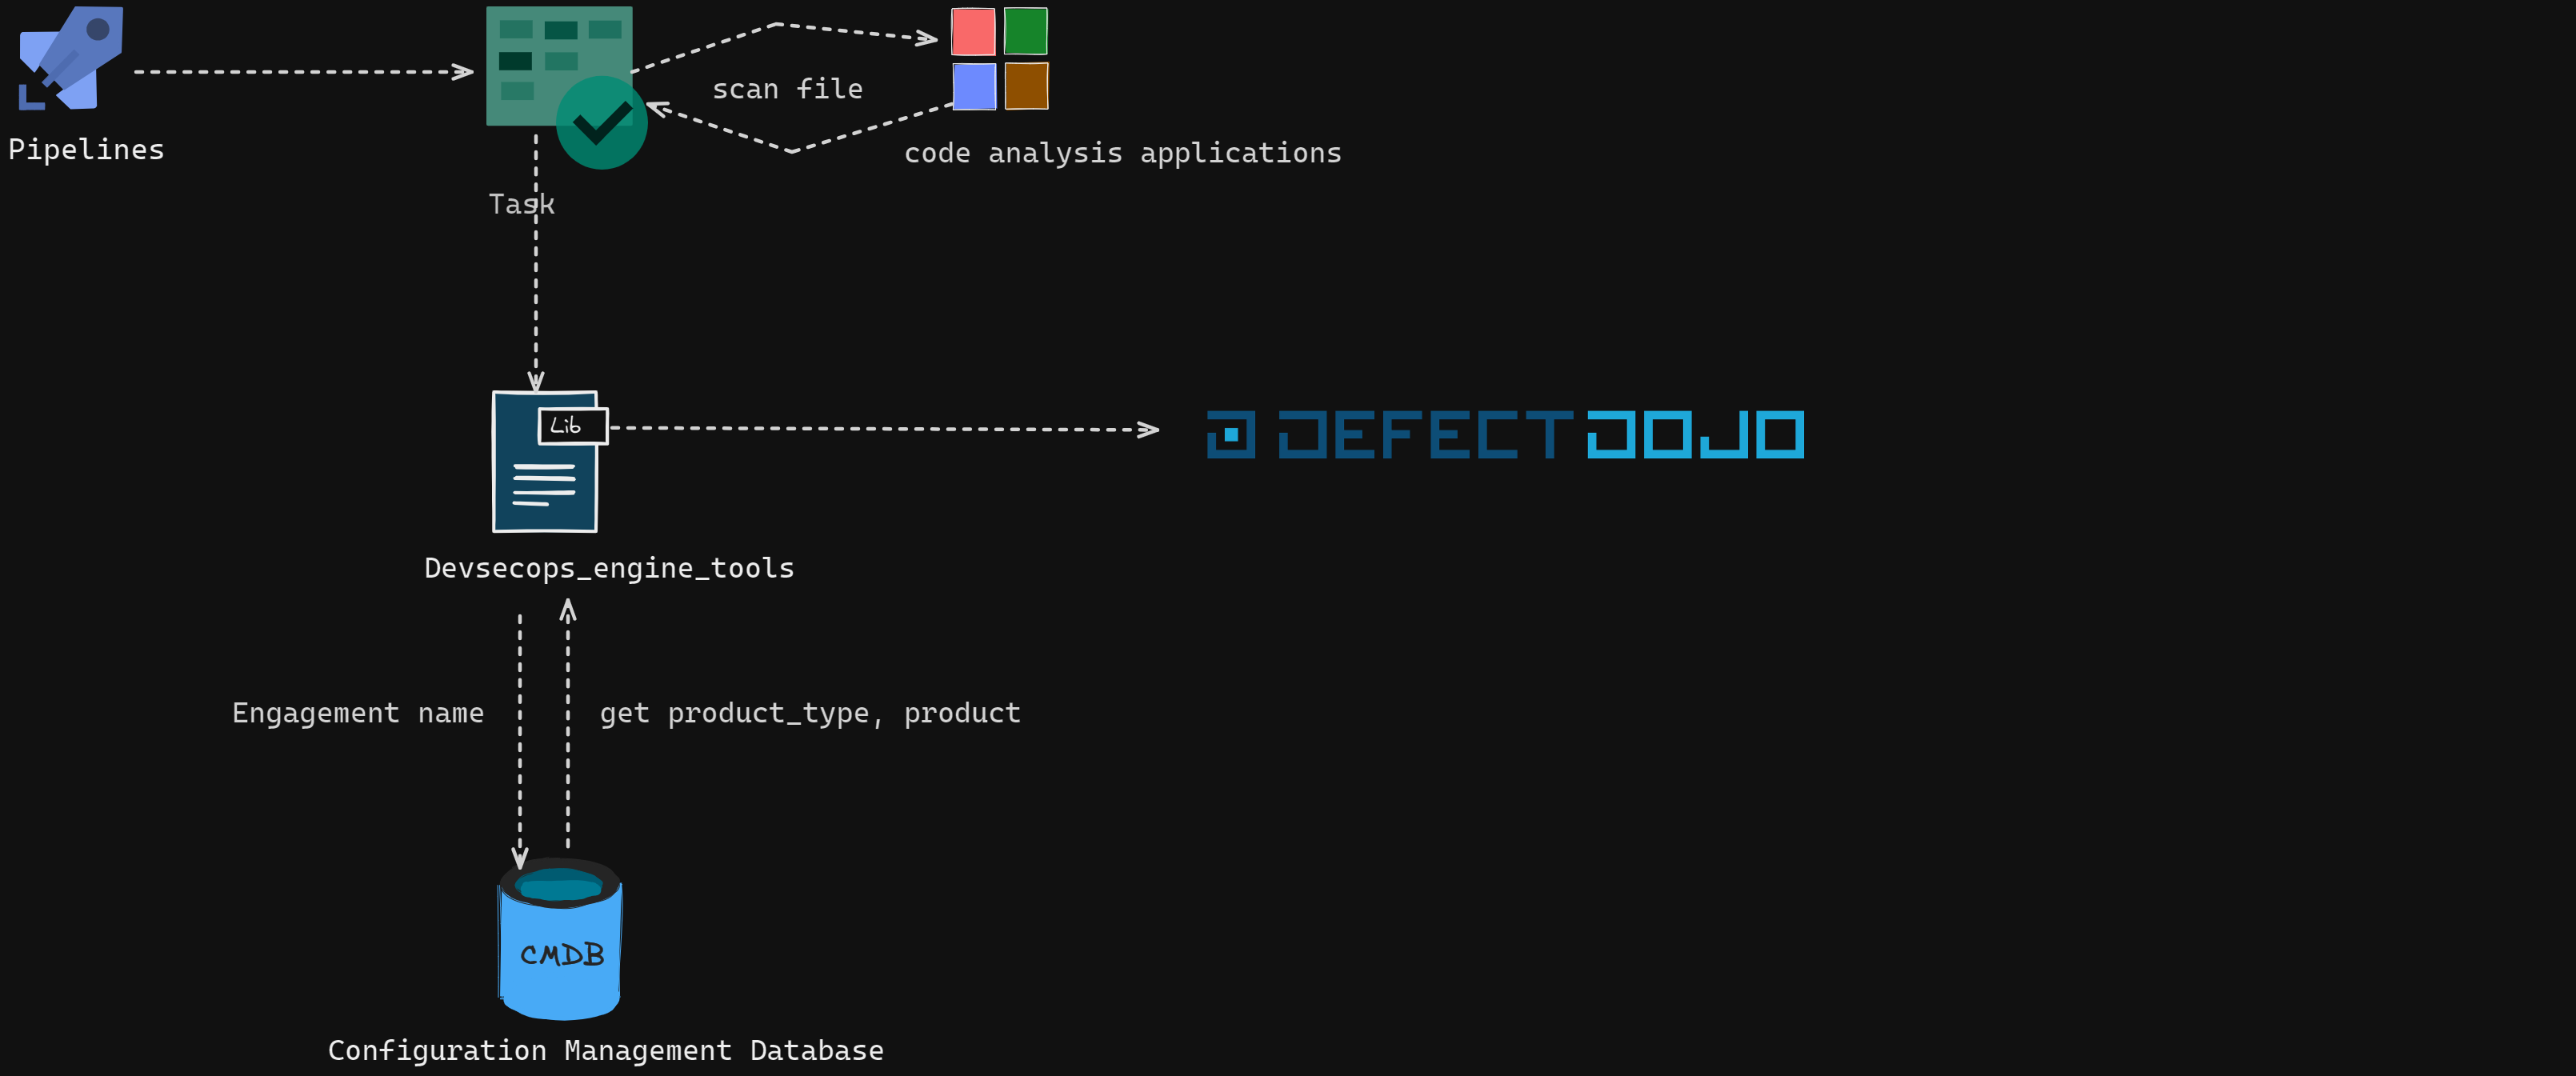 scan file
Pipelines
code analysis applications
Task
Lib
DEFECTDOJO
Devsecops_engine_tools
Engagement name
get product_type, product
CMDB
Configuration Management Database